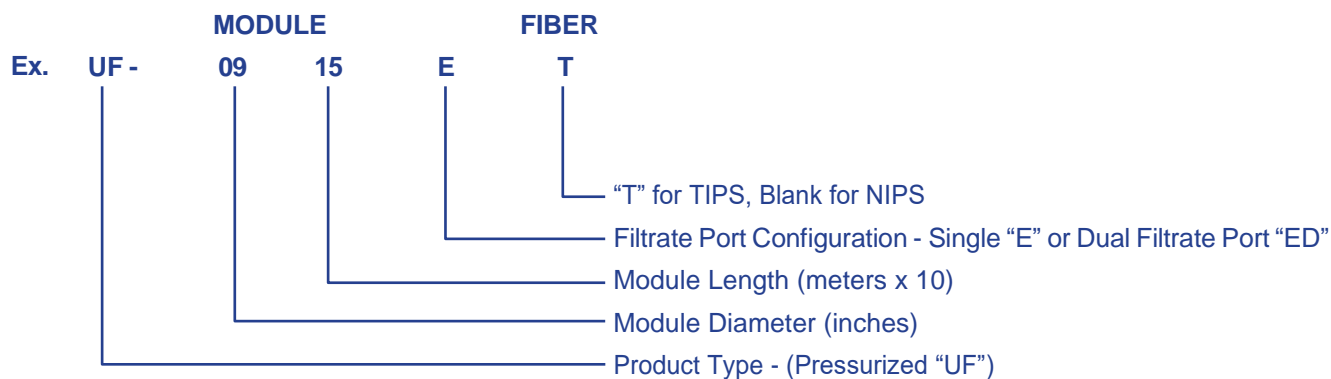 MODULE FIBER
Ex. UF - 09 15 E T
“T” for TIPS, Blank for NIPS
Filtrate Port Configuration - Single “E” or Dual Filtrate Port “ED”
Module Length (meters x 10)
Module Diameter (inches)
Product Type - (Pressurized “UF”)